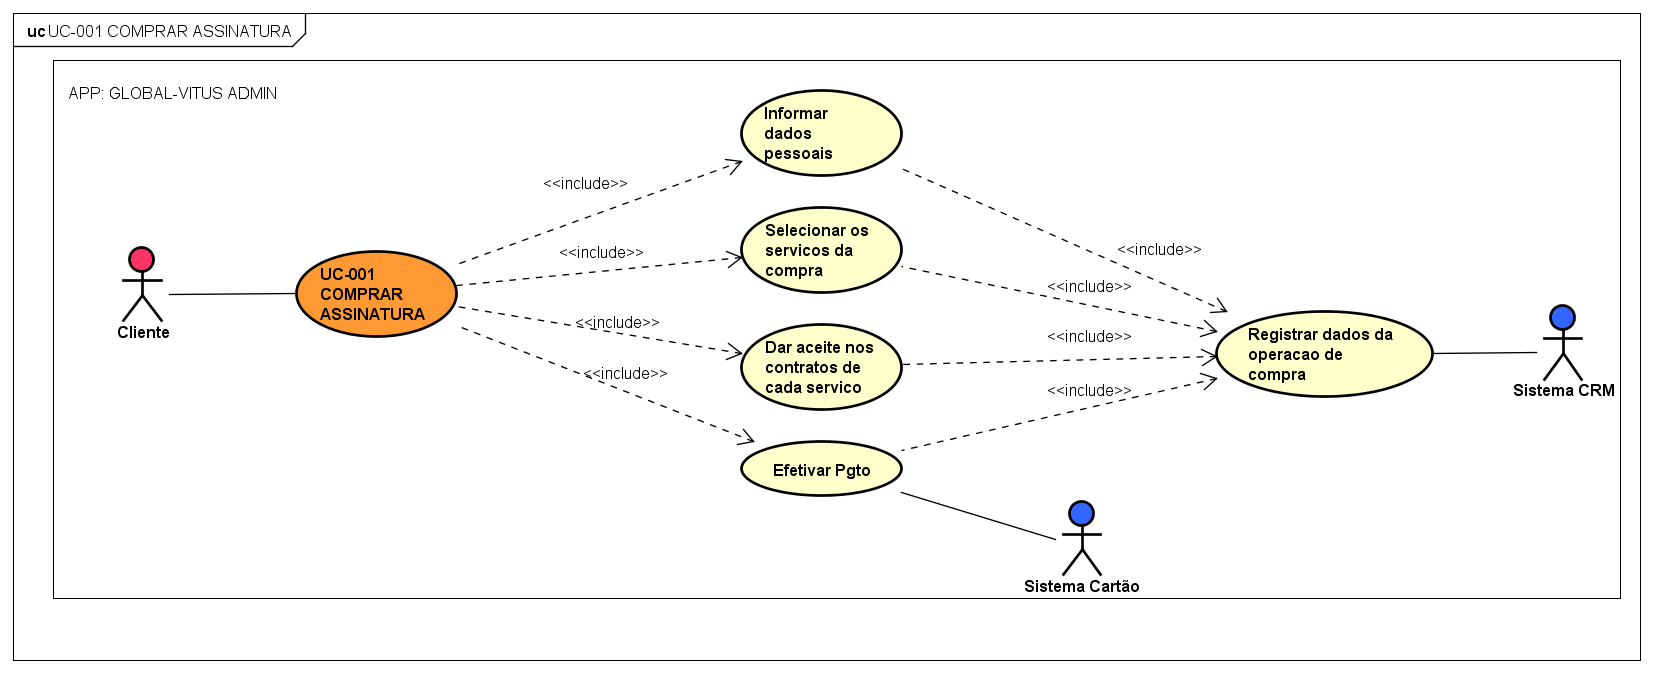 uc UC-001 COMPRAR ASSINATURA
APP: GLOBAL-VITUS ADMIN
Informar
dados
pessoais
<<include>>
<<include>>
Selecionar os
servicos da
compra
<<include>>
<<include>>
Cliente
UC-001
COMPRAR
ASSINATURA
<<include>>
Dar aceite nos
contratos de
cada servico
<<include>>
Registrar dados da
operacao de
compra
Sistema CRM
<<include>>
<<include>>
Efetivar Pgto
Sistema Cartão